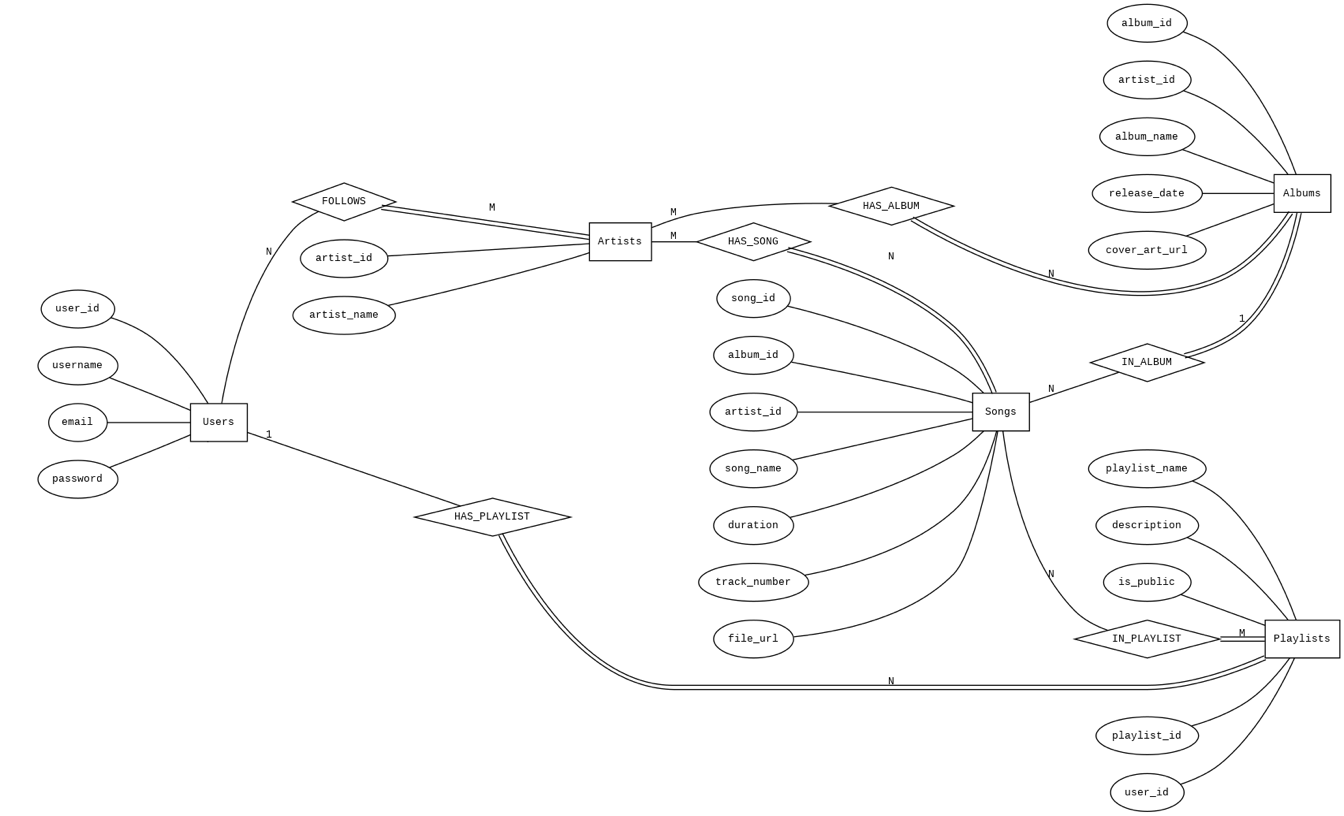 album_id
artist_id
album_name
release_date
cover_art_url
Albums
FOLLOWS
M
N
artist_id
artist_name
Artists
M
HAS_ALBUM
M
HAS_SONG
N
N
1
IN_ALBUM
N
user_id
username
email
password
Users
1
HAS_PLAYLIST
song_id
album_id
artist_id
song_name
duration
track_number
file_url
Songs
N
IN_PLAYLIST
M
playlist_name
description
is_public
Playlists
N
playlist_id
user_id